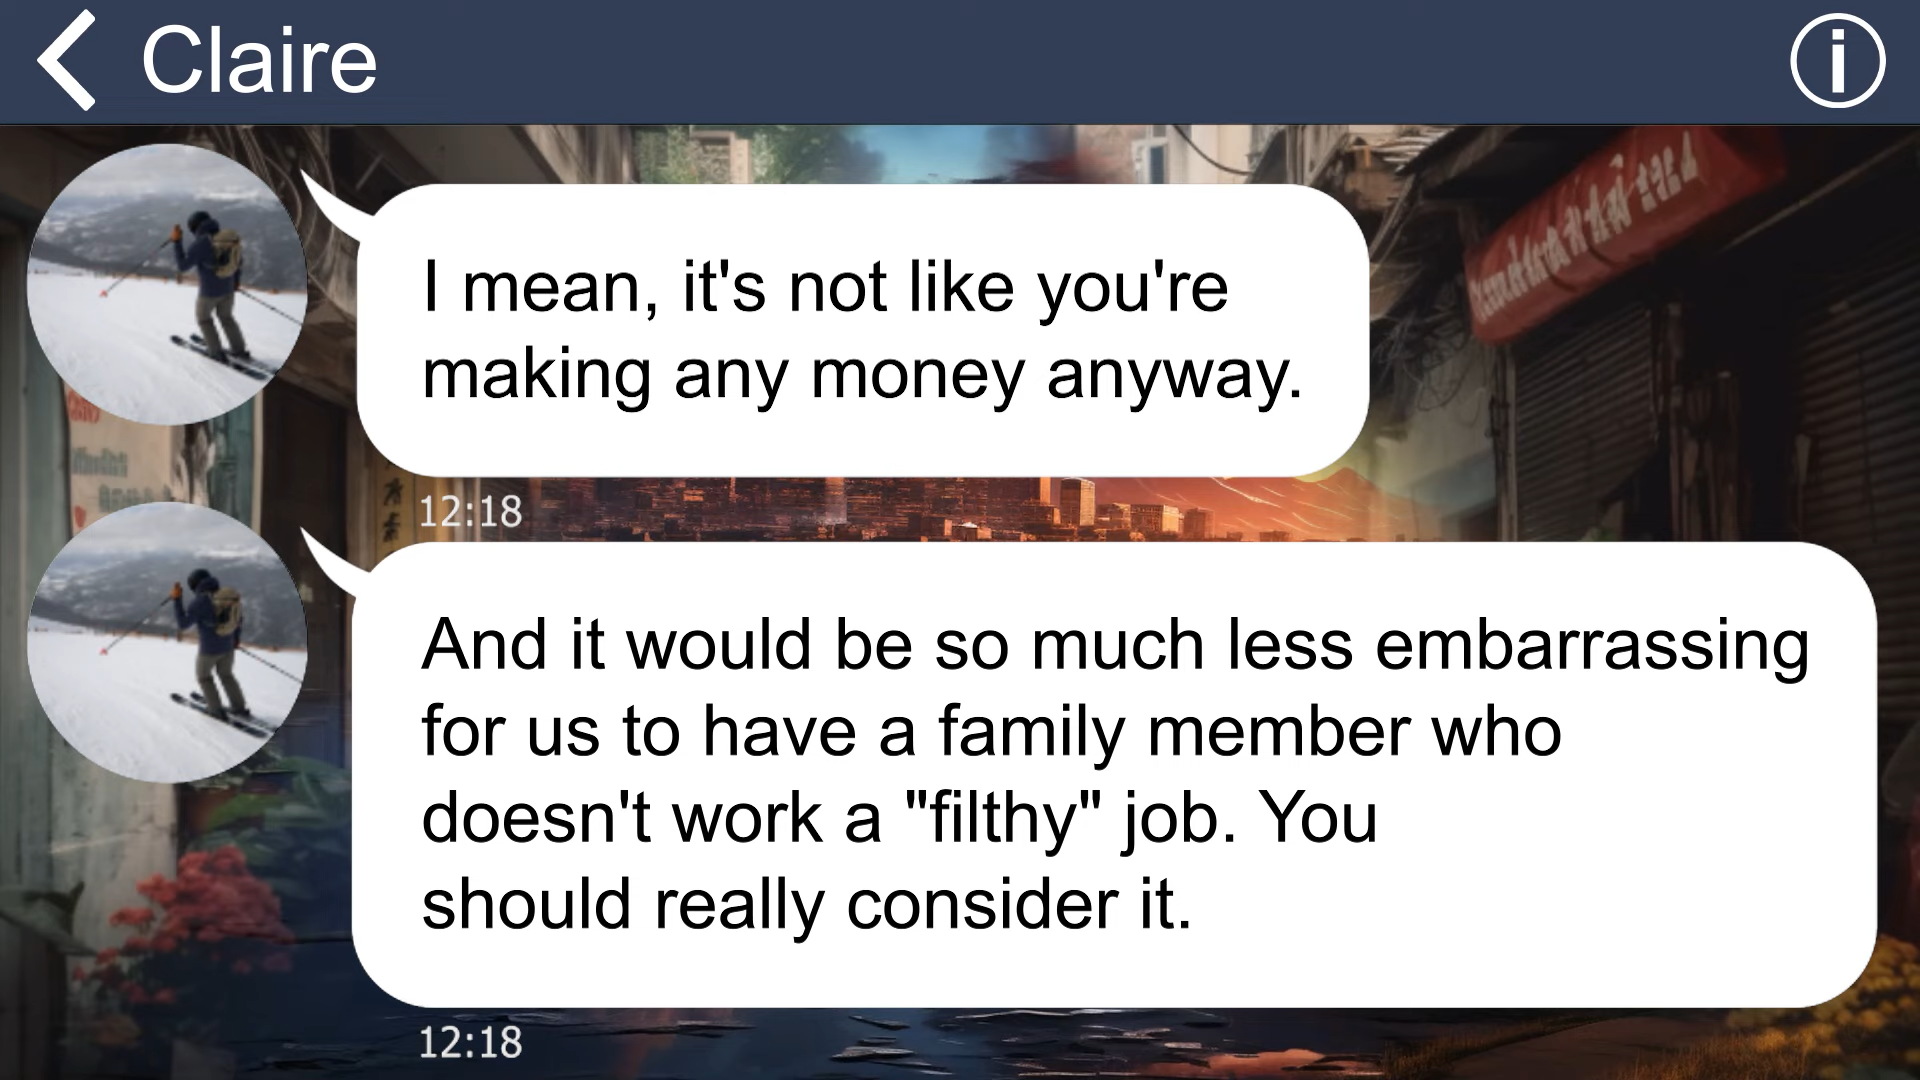 Claire
I mean, it's not like you're
making any money anyway.
12:18
And it would be so much less embarrassing
for us to have a family member who
doesn't work a "filthy" job. You
should really consider it.
12:18